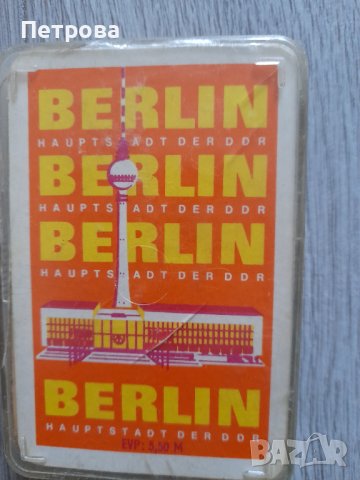 Петрова
BERLIN
HAUPTSTADT DER DDR
BERLIN
HAUPTSTADT DER DDR
BERLIN
HAUPTSTADT DER DDR
BERLIN
HAUPTSTADT DER DDR
EVP: 5,50 M
BAZAR